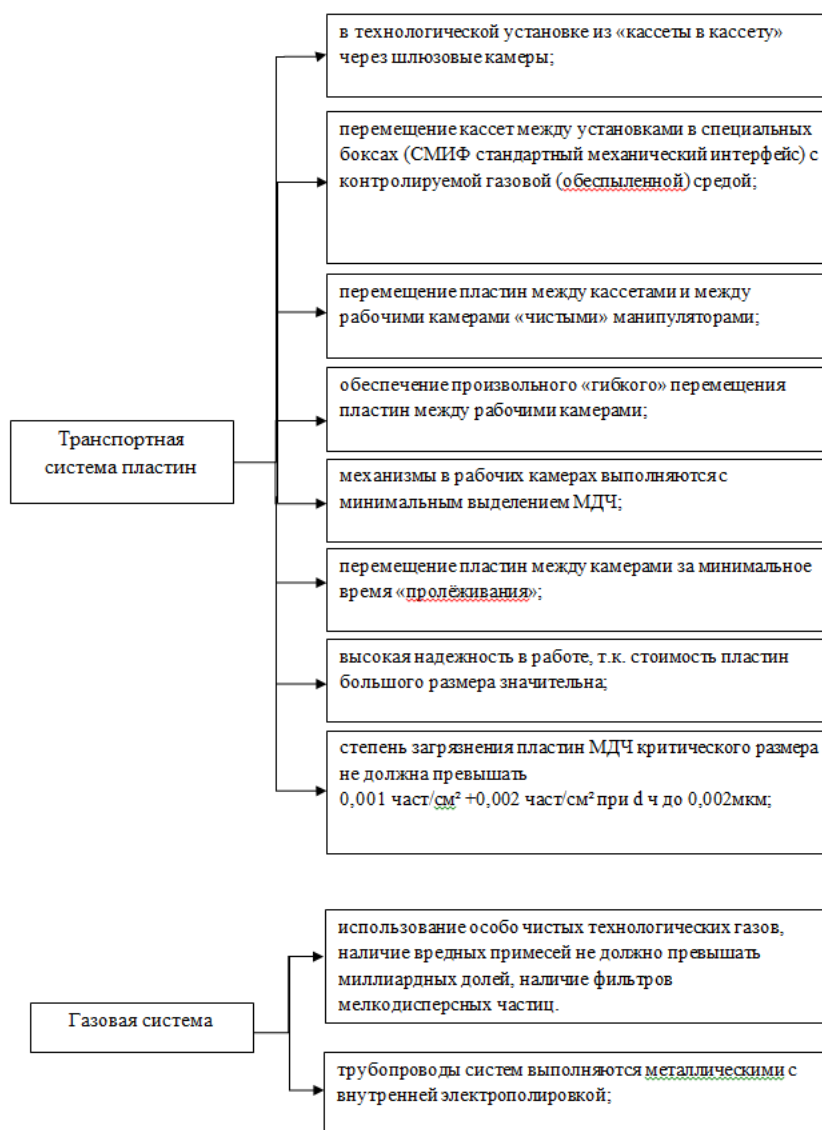 Транспортная
система пластин
в технологической установке из «кассеты в кассету»
через шлюзовые камеры;
перемещение кассет между установками в специальных
боксах (СМИФ стандартный механический интерфейс) с
контролируемой газовой (обеспыленной) средой;
перемещение пластин между кассетами и между
рабочими камерами «чистыми» манипуляторами;
обеспечение произвольного «гибкого» перемещения
пластин между рабочими камерами;
механизмы в рабочих камерах выполняются с
минимальным выделением МДЧ;
перемещение пластин между камерами за минимальное
время «пролёживания»;
высокая надежность в работе, т.к. стоимость пластин
большого размера значительна;
степень загрязнения пластин МДЧ критического размера
не должна превышать
0,001 част/см² +0,002 част/см² при d ч до 0,002мкм;
Газовая система
использование особо чистых технологических газов,
наличие вредных примесей не должно превышать
миллиардных долей, наличие фильтров
мелкодисперсных частиц.
трубопроводы систем выполняются металлическими с
внутренней электрополировкой;